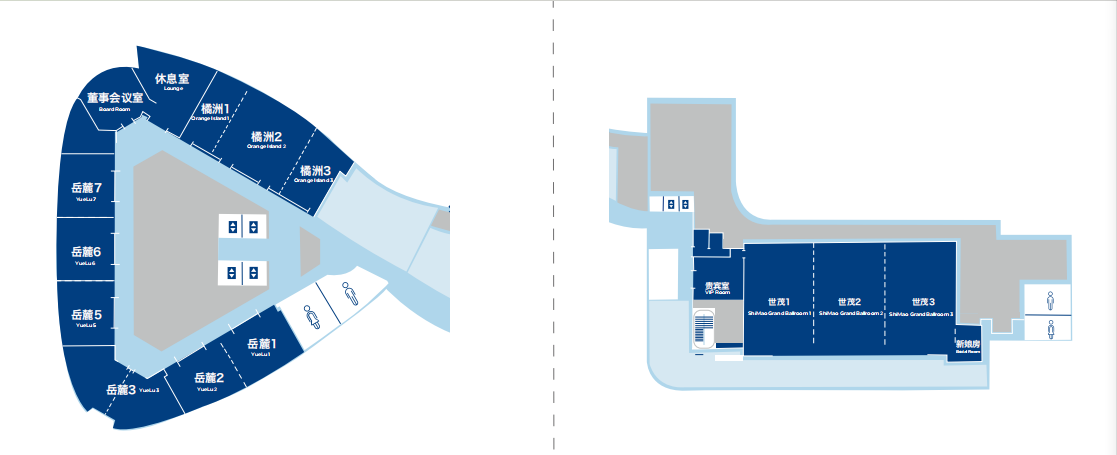 休息室
Lounge
董事会议室
Board Room
橘洲1
Orange Island 1
橘洲2
Orange Island 2
橘洲3
Orange Island 3
岳麓7
YueLu 7
岳麓6
YueLu 6
岳麓5
YueLu 5
岳麓3 YueLu 3
岳麓2
YueLu 2
岳麓1
YueLu 1
贵宾室
VIP Room
世茂1
ShiMao Grand Ballroom 1
世茂2
ShiMao Grand Ballroom 2
世茂3
ShiMao Grand Ballroom 3
新娘房
Room